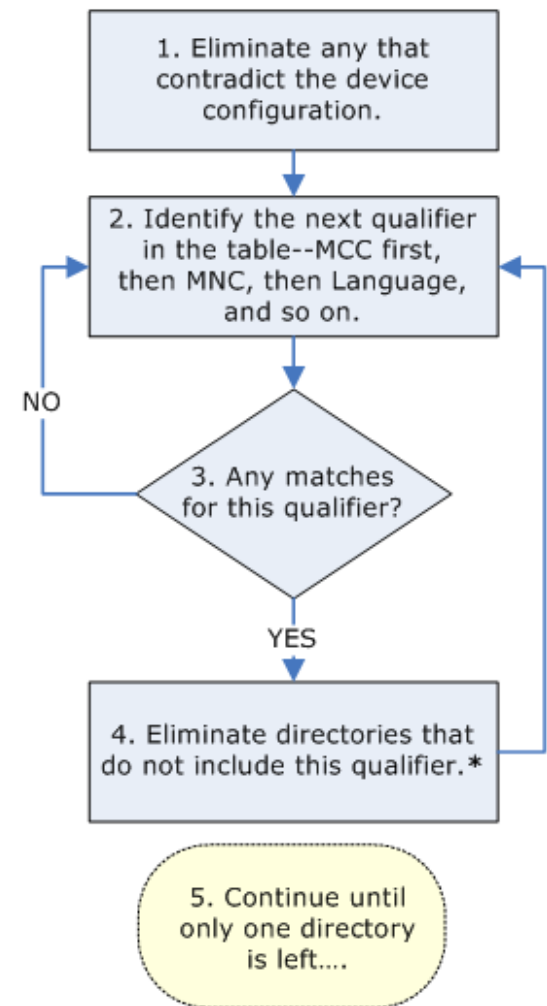 1. Eliminate any that
contradict the device
configuration.
2. Identify the next qualifier
in the table--MCC first,
then MNC, then Language,
and so on.
NO
3. Any matches
for this qualifier?
YES
4. Eliminate directories that
do not include this qualifier.*
5. Continue until
only one directory
is left....